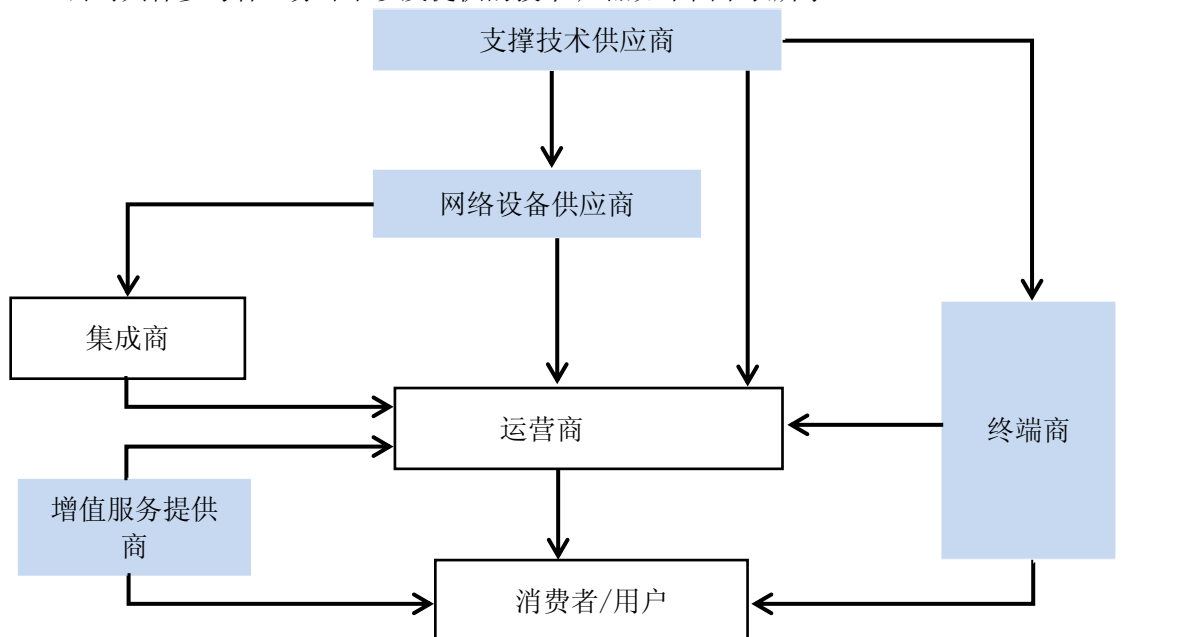 支撑技术供应商
网络设备供应商
集成商
运营商
终端商
增值服务提供
商
消费者/用户